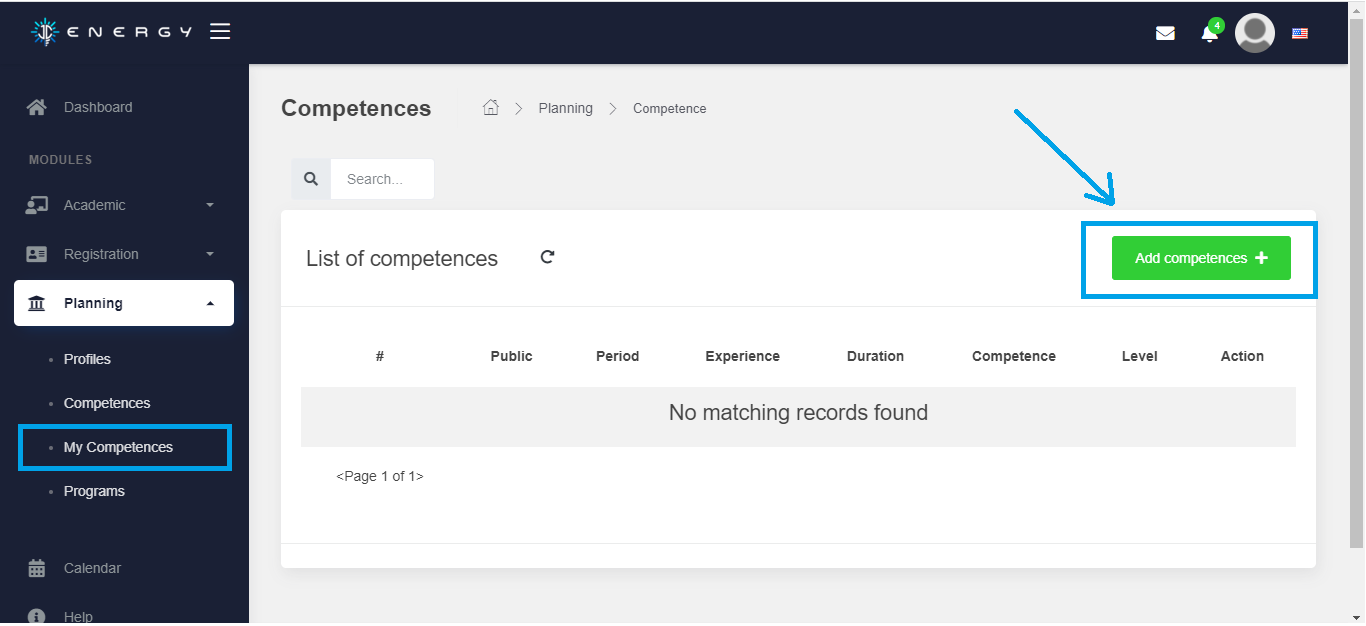 JC ENERGY
4
Dashboard
MODULES
Academic
Registration
Planning
Profiles
Competences
My Competences
Programs
Calendar
Help
Competences
Planning
Competence
Search...
List of competences
Add competences +
# Public Period Experience Duration Competence Level Action
No matching records found
<Page 1 of 1>